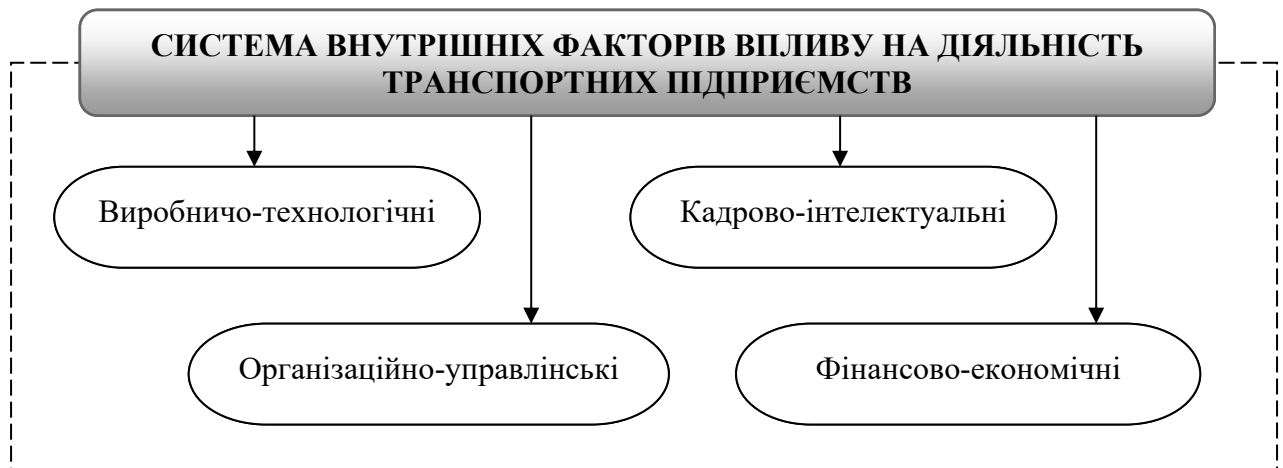 СИСТЕМА ВНУТРІШНІХ ФАКТОРІВ ВПЛИВУ НА ДІЯЛЬНІСТЬ
ТРАНСПОРТНИХ ПІДПРИЄМСТВ
Виробничо-технологічні
Кадрово-інтелектуальні
Організаційно-управлінські
Фінансово-економічні